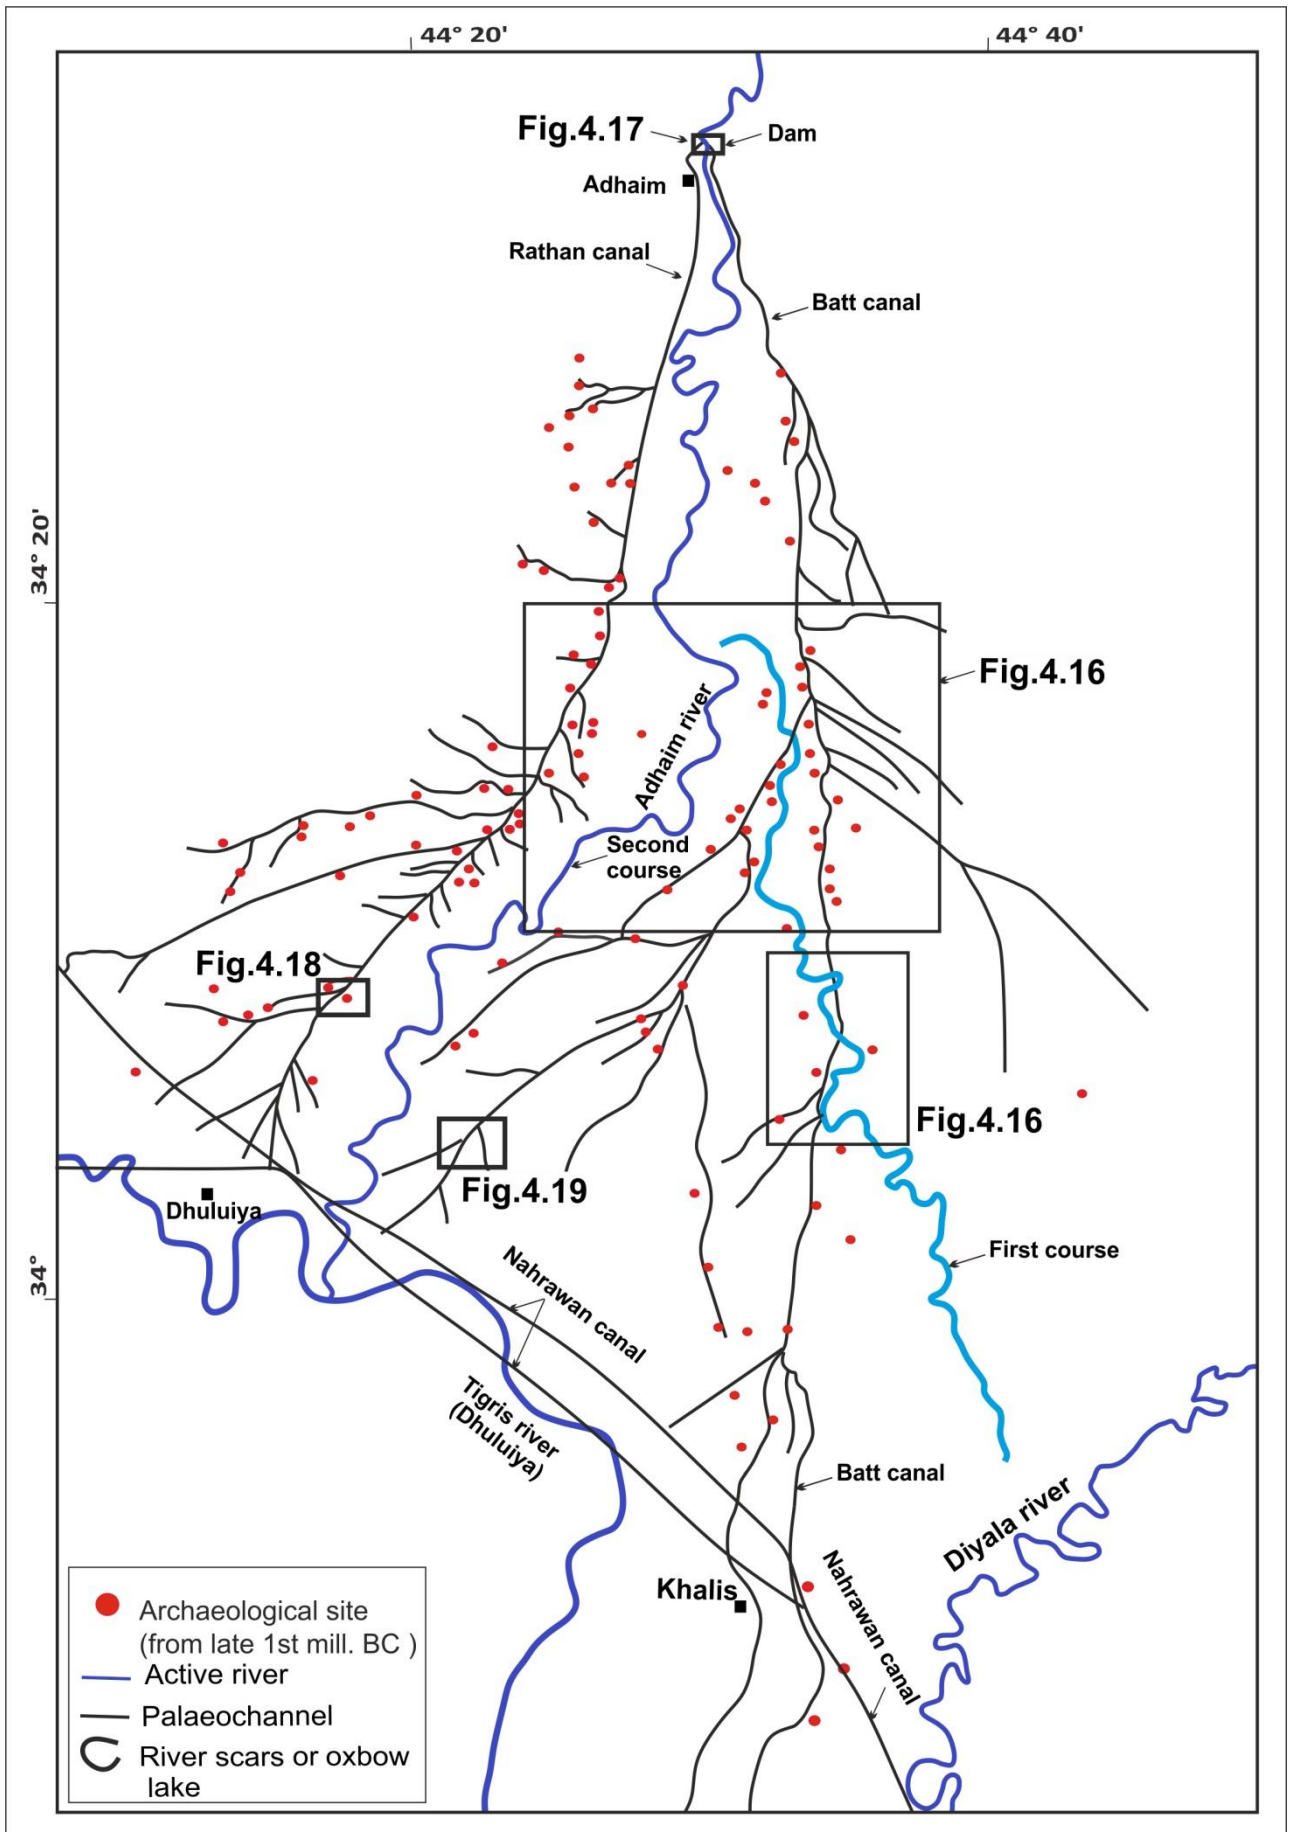 44° 20'
44° 40'
Fig.4.17
Dam
Adhaim
Rathan canal
Batt canal
34° 20'
Fig.4.16
Adhaim river
Second
course
Fig.4.18
Fig.4.16
Fig.4.19
Dhuluiya
First course
34°
Nahrawan canal
Tigris river
(Dhuluiya)
Batt canal
Diyala river
Khalis
Nahrawan canal
Archaeological site
(from late 1st mill. BC )
Active river
Palaeochannel
River scars or oxbow
lake